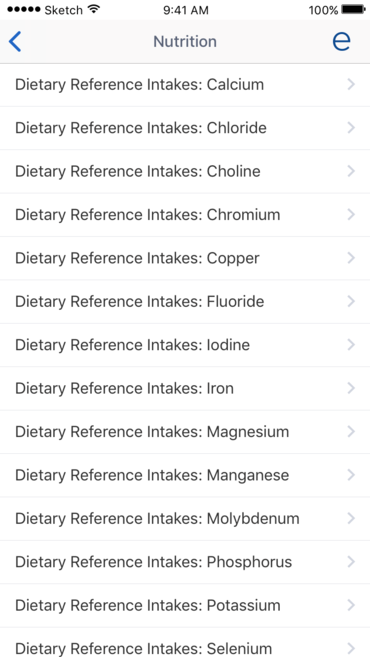 Sketch 9:41 AM 100%
Nutrition e
Dietary Reference Intakes: Calcium
Dietary Reference Intakes: Chloride
Dietary Reference Intakes: Choline
Dietary Reference Intakes: Chromium
Dietary Reference Intakes: Copper
Dietary Reference Intakes: Fluoride
Dietary Reference Intakes: Iodine
Dietary Reference Intakes: Iron
Dietary Reference Intakes: Magnesium
Dietary Reference Intakes: Manganese
Dietary Reference Intakes: Molybdenum
Dietary Reference Intakes: Phosphorus
Dietary Reference Intakes: Potassium
Dietary Reference Intakes: Selenium